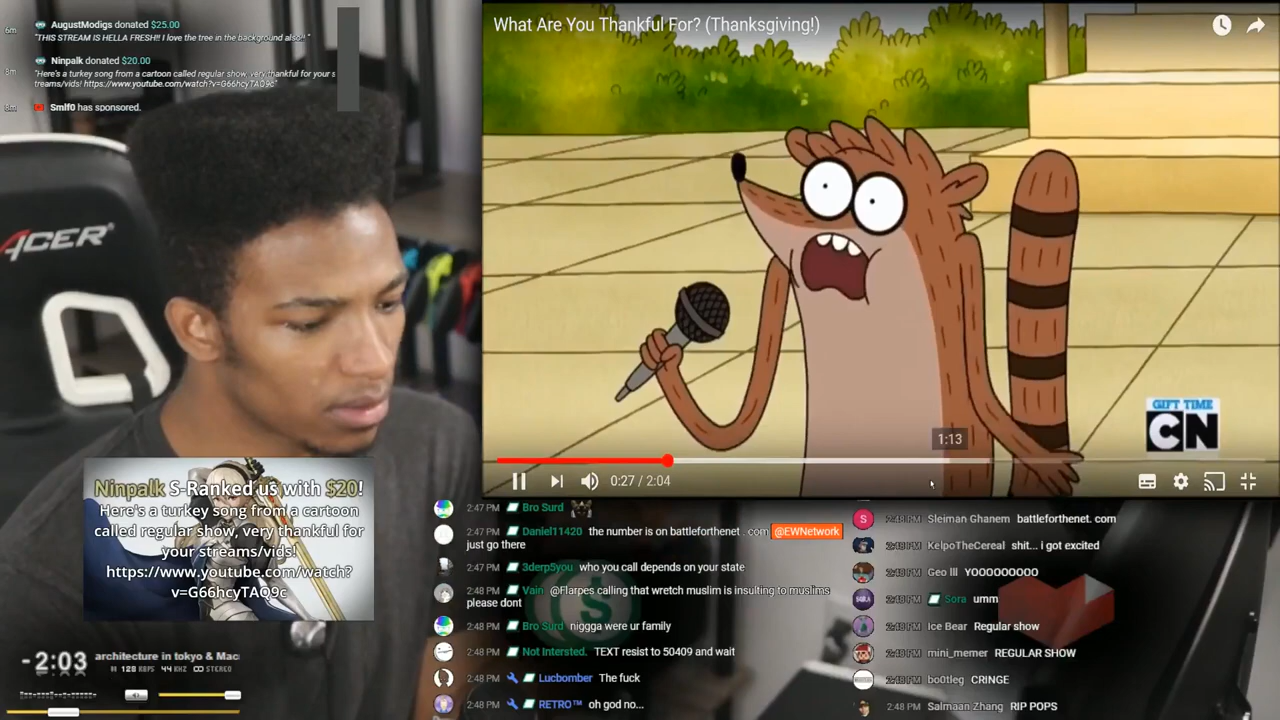 6m
AugustModigs donated $25.00
"THIS STREAM IS HELLA FRESH!! I love the tree in the background also!! "
8m
Ninpalk donated $20.00
"Here's a turkey song from a cartoon called regular show, very thankful for your s
treams/vids! https://www.youtube.com/watch?v=G66hcyTAQ9c"
8m
Smlf0 has sponsored.
ACER
What Are You Thankful For? (Thanksgiving!)
GIFT TIME
CN
1:13
0:27 / 2:04
Ninpalk S-Ranked us with $20!
Here's a turkey song from a cartoon
called regular show, very thankful for
your streams/vids!
https://www.youtube.com/watch?
v=G66hcyTAQ9c
-2:03
architecture in tokyo & Mac
128 KBPS 44 KHZ STEREO
2:47 PM Bro Surd
2:47 PM Daniel11420 the number is on battleforthenet . com @EWNetwork
just go there
2:47 PM 3derp5you who you call depends on your state
2:48 PM Vain @Flarpes calling that wretch muslim is insulting to muslims
please dont
2:48 PM Bro Surd niggga were ur family
2:48 PM Not Intersted. TEXT resist to 50409 and wait
2:48 PM Lucbomber The fuck
2:48 PM RETRO™ oh god no...
S
2:48 PM Sleiman Ghanem battleforthenet. com
2:48 PM KelpoTheCereal shit... i got excited
2:48 PM Geo lll YOOOOOOOOO
2:48 PM Sora umm
2:48 PM Ice Bear Regular show
2:48 PM mini_memer REGULAR SHOW
2:48 PM bo0tleg CRINGE
2:48 PM Salmaan Zhang RIP POPS